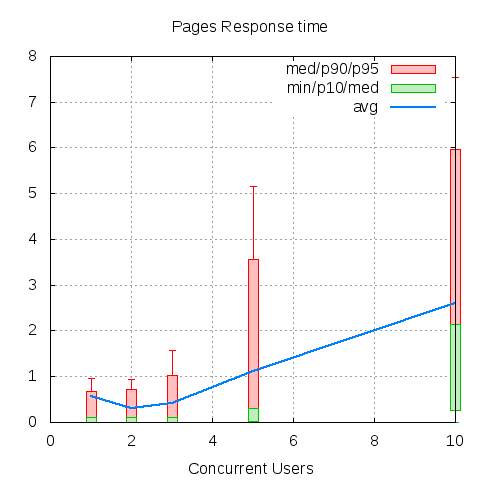 Pages Response time
med/p90/p95
min/p10/med
avg
8
7
6
5
4
3
2
1
0
0 2 4 6 8 10
Concurrent Users